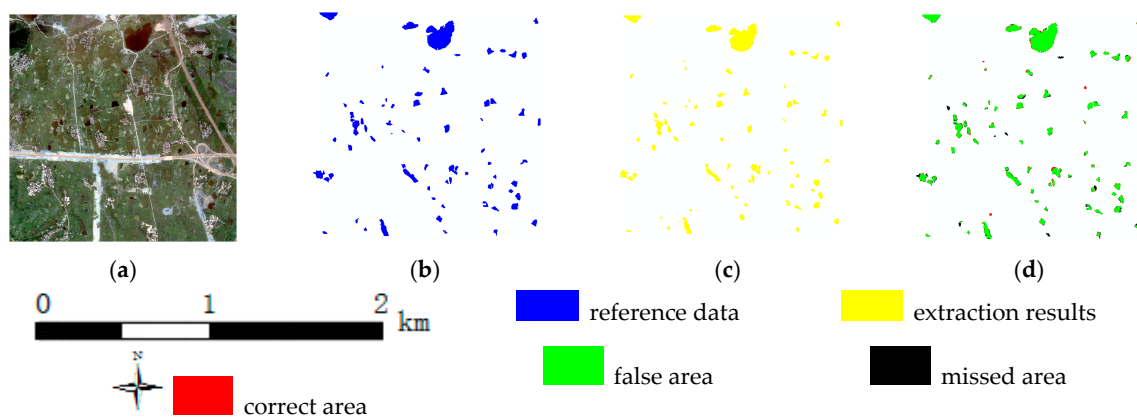 (a) (b) (c) (d)
0 1 2
km
reference data extraction results
false area missed area
N
correct area